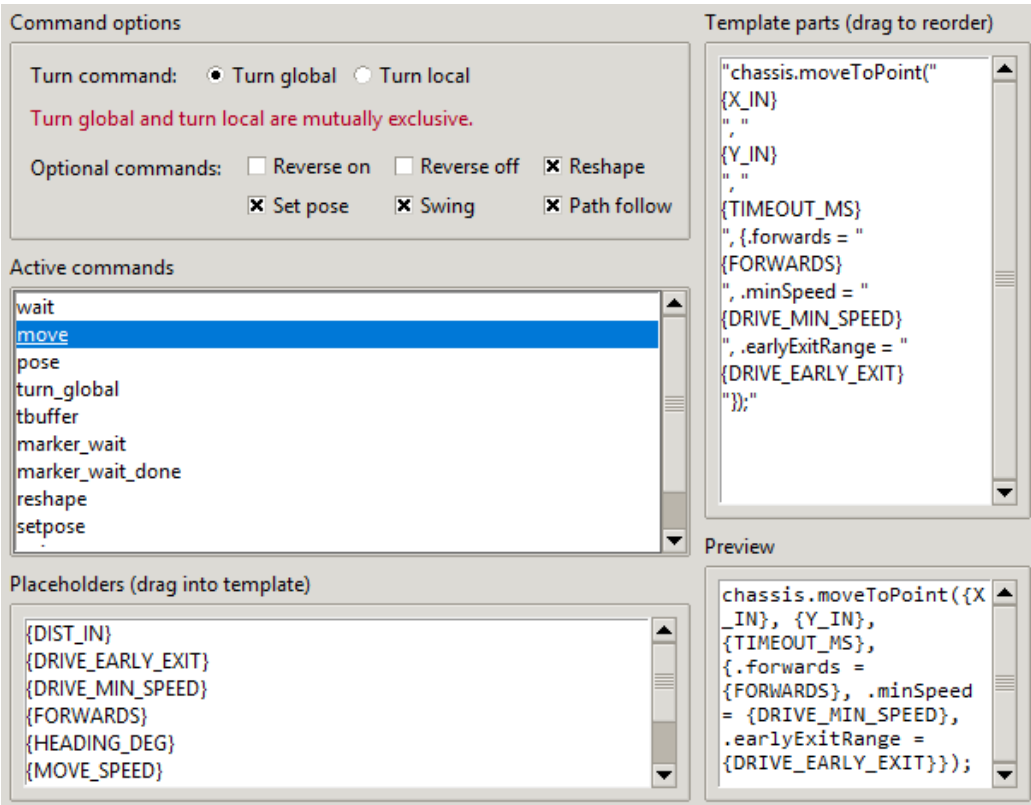 Command options
Turn command: Turn global Turn local
Turn global and turn local are mutually exclusive.
Optional commands: Reverse on Reverse off Reshape
Set pose Swing Path follow
Active commands
wait
move
pose
turn_global
tbuffer
marker_wait
marker_wait_done
reshape
setpose
Placeholders (drag into template)
{DIST_IN}
{DRIVE_EARLY_EXIT}
{DRIVE_MIN_SPEED}
{FORWARDS}
{HEADING_DEG}
{MOVE_SPEED}
Template parts (drag to reorder)
"chassis.moveToPoint("
{X_IN}
", "
{Y_IN}
", "
{TIMEOUT_MS}
", {.forwards = "
{FORWARDS}
", .minSpeed = "
{DRIVE_MIN_SPEED}
", .earlyExitRange = "
{DRIVE_EARLY_EXIT}
"});"
Preview
chassis.moveToPoint({X
_IN}, {Y_IN},
{TIMEOUT_MS},
{.forwards =
{FORWARDS}, .minSpeed
= {DRIVE_MIN_SPEED},
.earlyExitRange =
{DRIVE_EARLY_EXIT}});